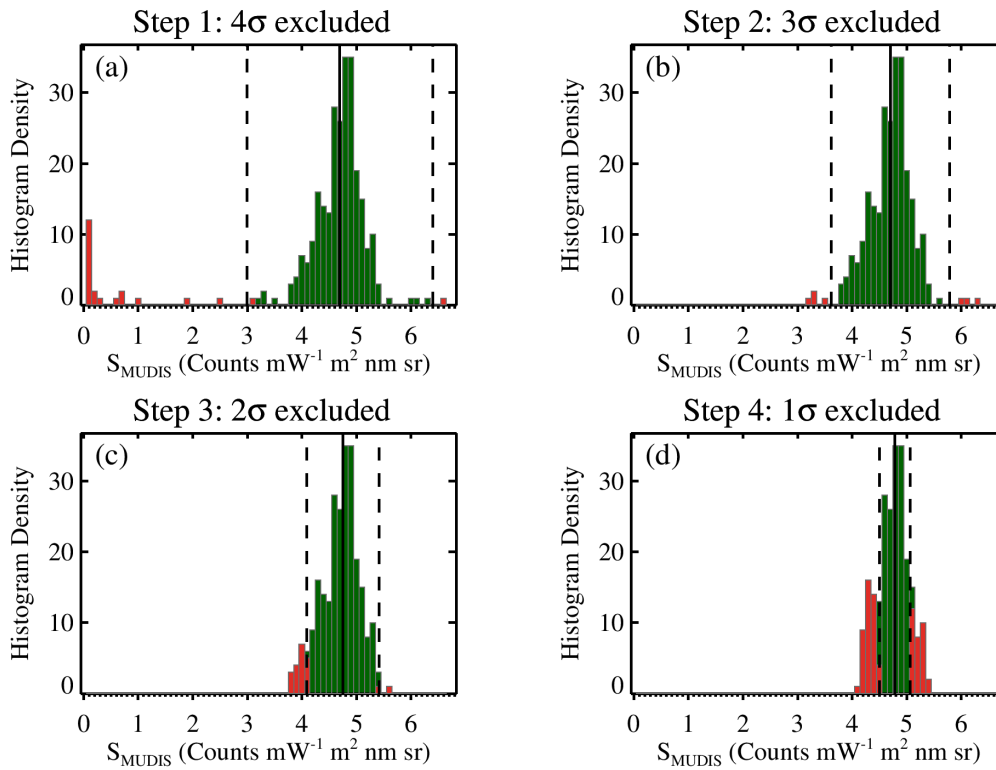 Step 1: 4σ excluded
(a)
Histogram Density
30
20
10
0
0 1 2 3 4 5 6
S_MUDIS (Counts mW⁻¹ m² nm sr)
Step 2: 3σ excluded
(b)
Histogram Density
30
20
10
0
0 1 2 3 4 5 6
S_MUDIS (Counts mW⁻¹ m² nm sr)
Step 3: 2σ excluded
(c)
Histogram Density
30
20
10
0
0 1 2 3 4 5 6
S_MUDIS (Counts mW⁻¹ m² nm sr)
Step 4: 1σ excluded
(d)
Histogram Density
30
20
10
0
0 1 2 3 4 5 6
S_MUDIS (Counts mW⁻¹ m² nm sr)